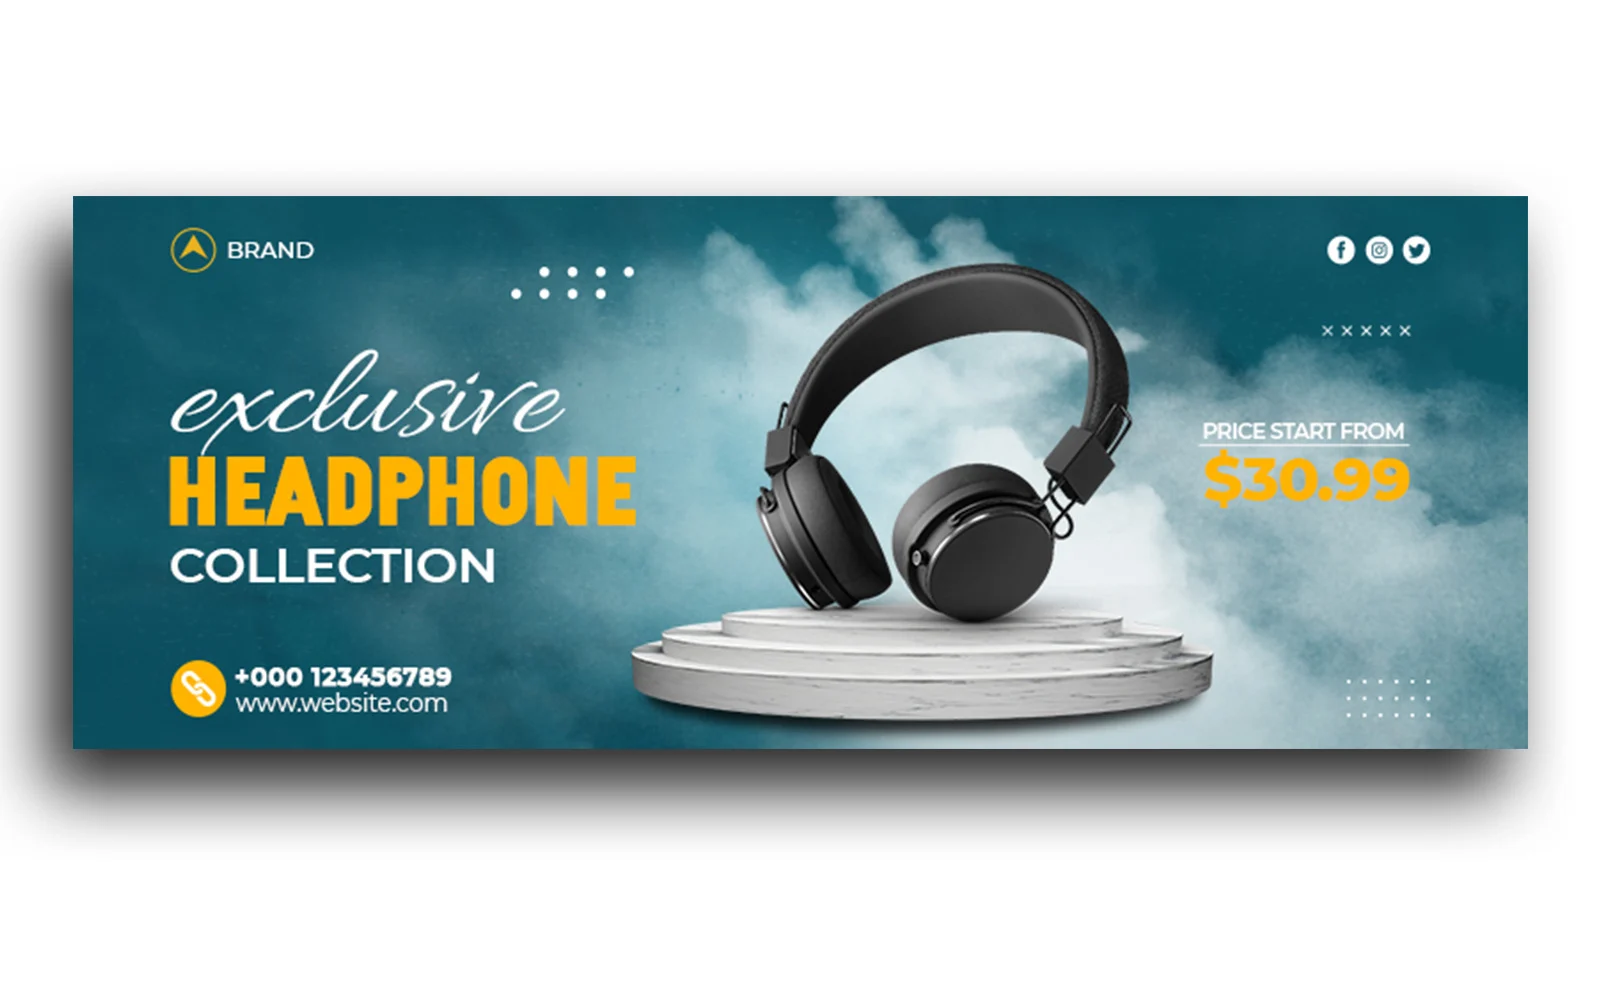 BRAND
exclusive
HEADPHONE
COLLECTION
+000 123456789
www.website.com
PRICE START FROM
$30.99